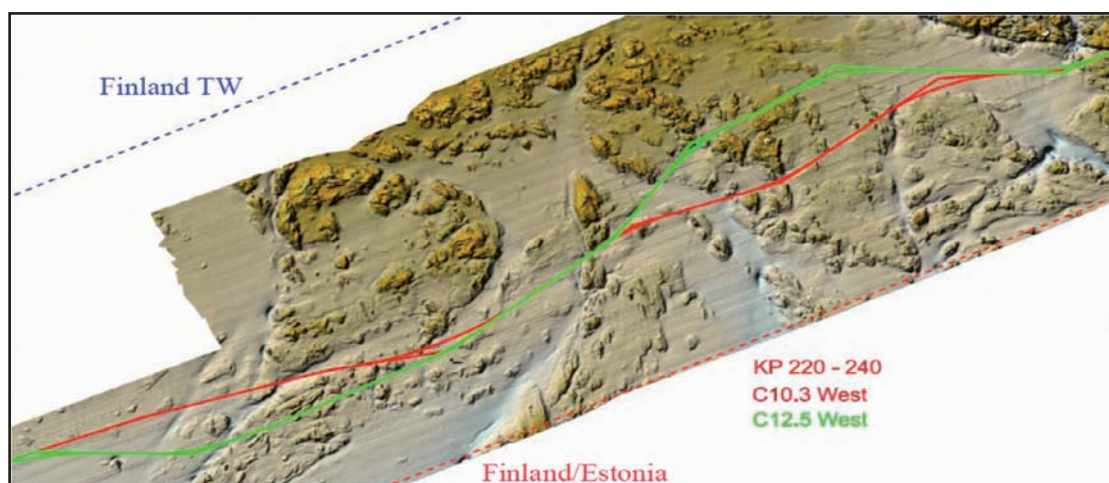 Finland TW
KP 220 - 240
C10.3 West
C12.5 West
Finland/Estonia